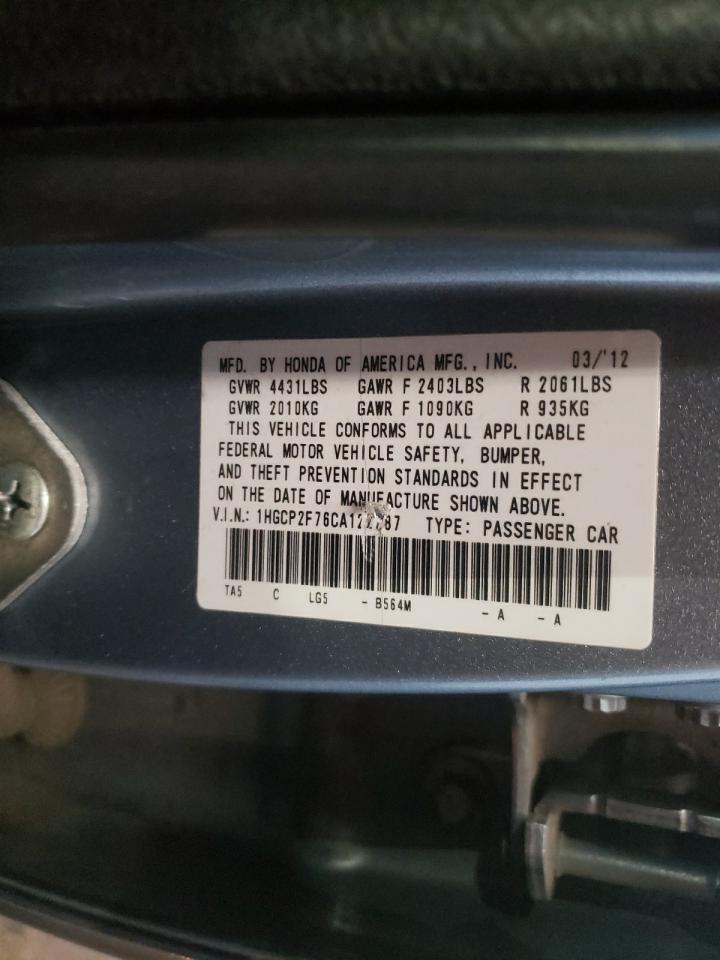 MFD. BY HONDA OF AMERICA MFG., INC. 03/'12
GVWR 4431LBS GAWR F 2403LBS R 2061LBS
GVWR 2010KG GAWR F 1090KG R 935KG
THIS VEHICLE CONFORMS TO ALL APPLICABLE
FEDERAL MOTOR VEHICLE SAFETY, BUMPER,
AND THEFT PREVENTION STANDARDS IN EFFECT
ON THE DATE OF MANUFACTURE SHOWN ABOVE.
V.I.N.: TYPE: PASSENGER CAR
TA5 C LG5 - B564M - A - A